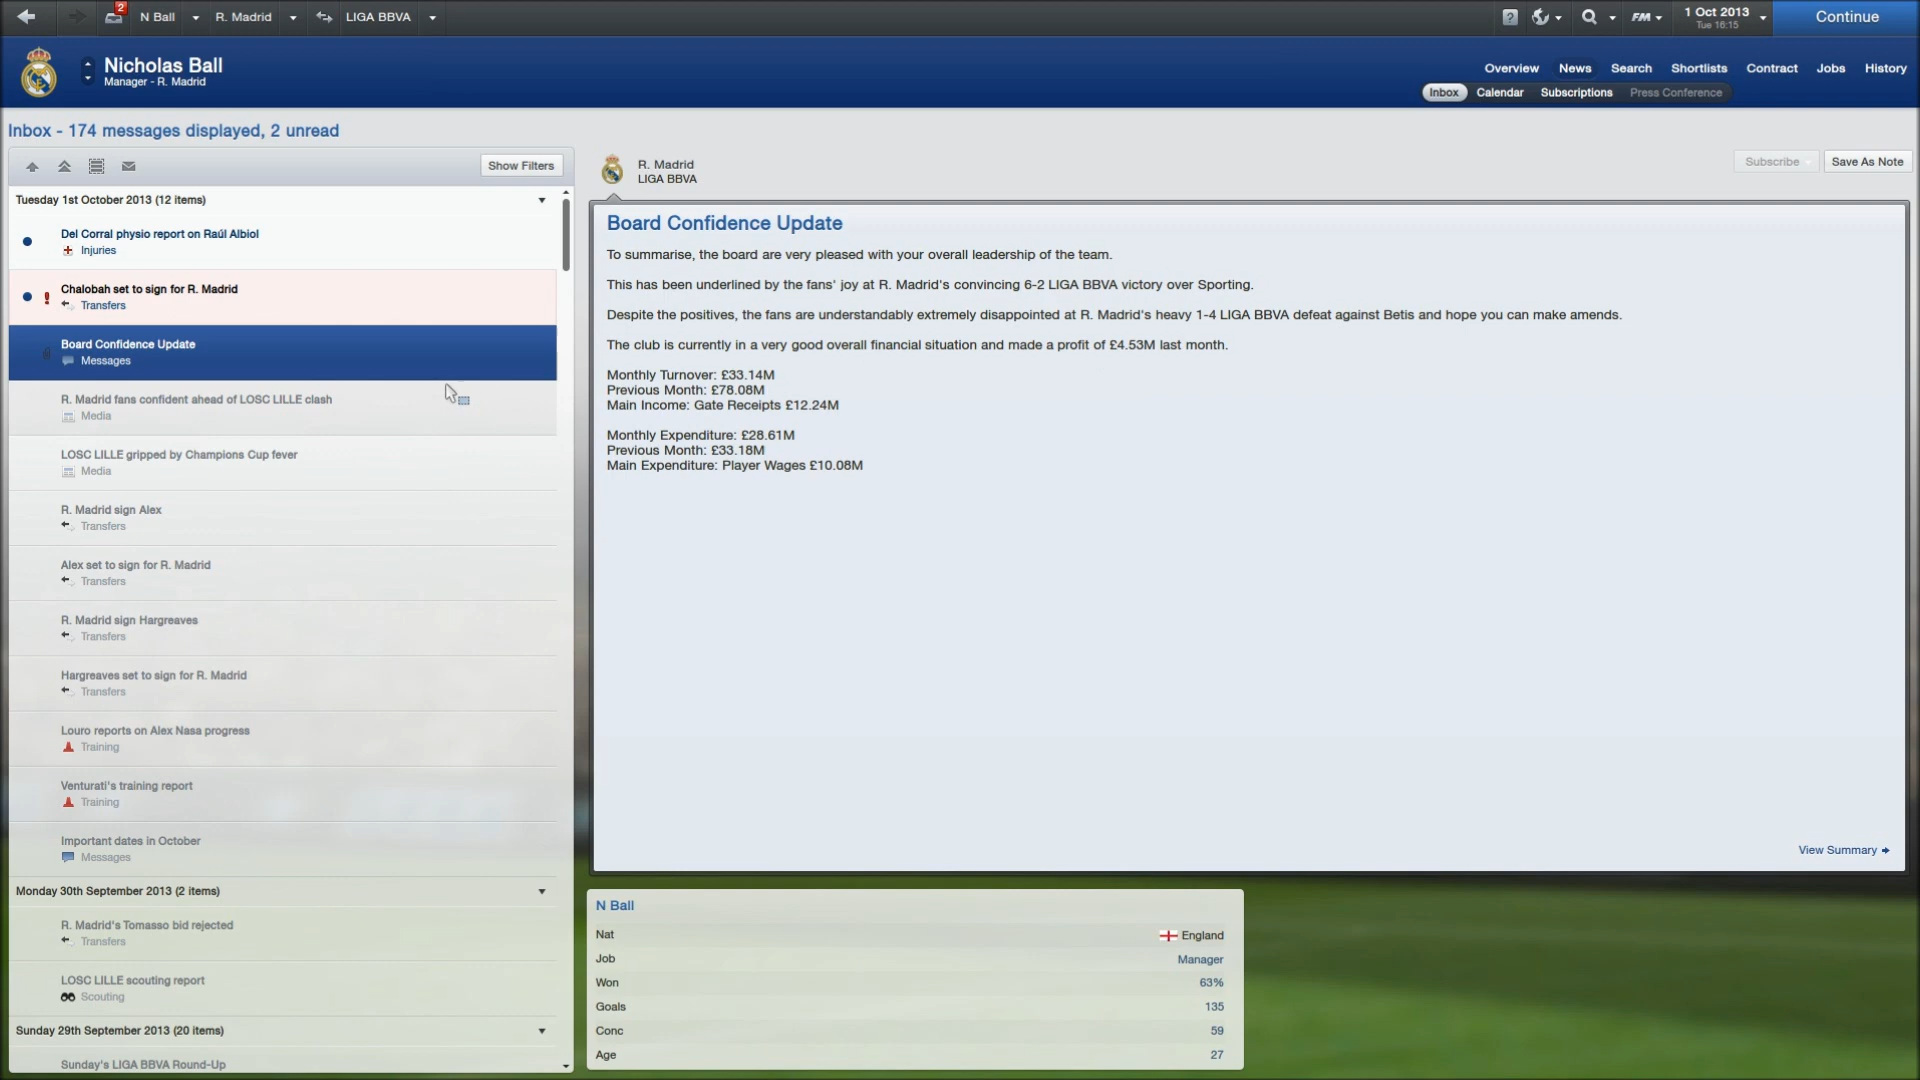 2
N Ball
R. Madrid
LIGA BBVA
?
FM
1 Oct 2013
Tue 16:15
Continue
Nicholas Ball
Manager - R. Madrid
Overview News Search Shortlists Contract Jobs History
Inbox Calendar Subscriptions Press Conference
Inbox - 174 messages displayed, 2 unread
Show Filters
Tuesday 1st October 2013 (12 items)
Del Corral physio report on Raúl Albiol
Injuries
Chalobah set to sign for R. Madrid
Transfers
Board Confidence Update
Messages
R. Madrid fans confident ahead of LOSC LILLE clash
Media
LOSC LILLE gripped by Champions Cup fever
Media
R. Madrid sign Alex
Transfers
Alex set to sign for R. Madrid
Transfers
R. Madrid sign Hargreaves
Transfers
Hargreaves set to sign for R. Madrid
Transfers
Louro reports on Alex Nasa progress
Training
Venturati's training report
Training
Important dates in October
Messages
Monday 30th September 2013 (2 items)
R. Madrid's Tomasso bid rejected
Transfers
LOSC LILLE scouting report
Scouting
Sunday 29th September 2013 (20 items)
Sunday's LIGA BBVA Round-Up
R. Madrid
LIGA BBVA
Subscribe
Save As Note
Board Confidence Update
To summarise, the board are very pleased with your overall leadership of the team.
This has been underlined by the fans' joy at R. Madrid's convincing 6-2 LIGA BBVA victory over Sporting.
Despite the positives, the fans are understandably extremely disappointed at R. Madrid's heavy 1-4 LIGA BBVA defeat against Betis and hope you can make amends.
The club is currently in a very good overall financial situation and made a profit of £4.53M last month.
Monthly Turnover: £33.14M
Previous Month: £78.08M
Main Income: Gate Receipts £12.24M
Monthly Expenditure: £28.61M
Previous Month: £33.18M
Main Expenditure: Player Wages £10.08M
View Summary
N Ball
Nat England
Job Manager
Won 63%
Goals 135
Conc 59
Age 27